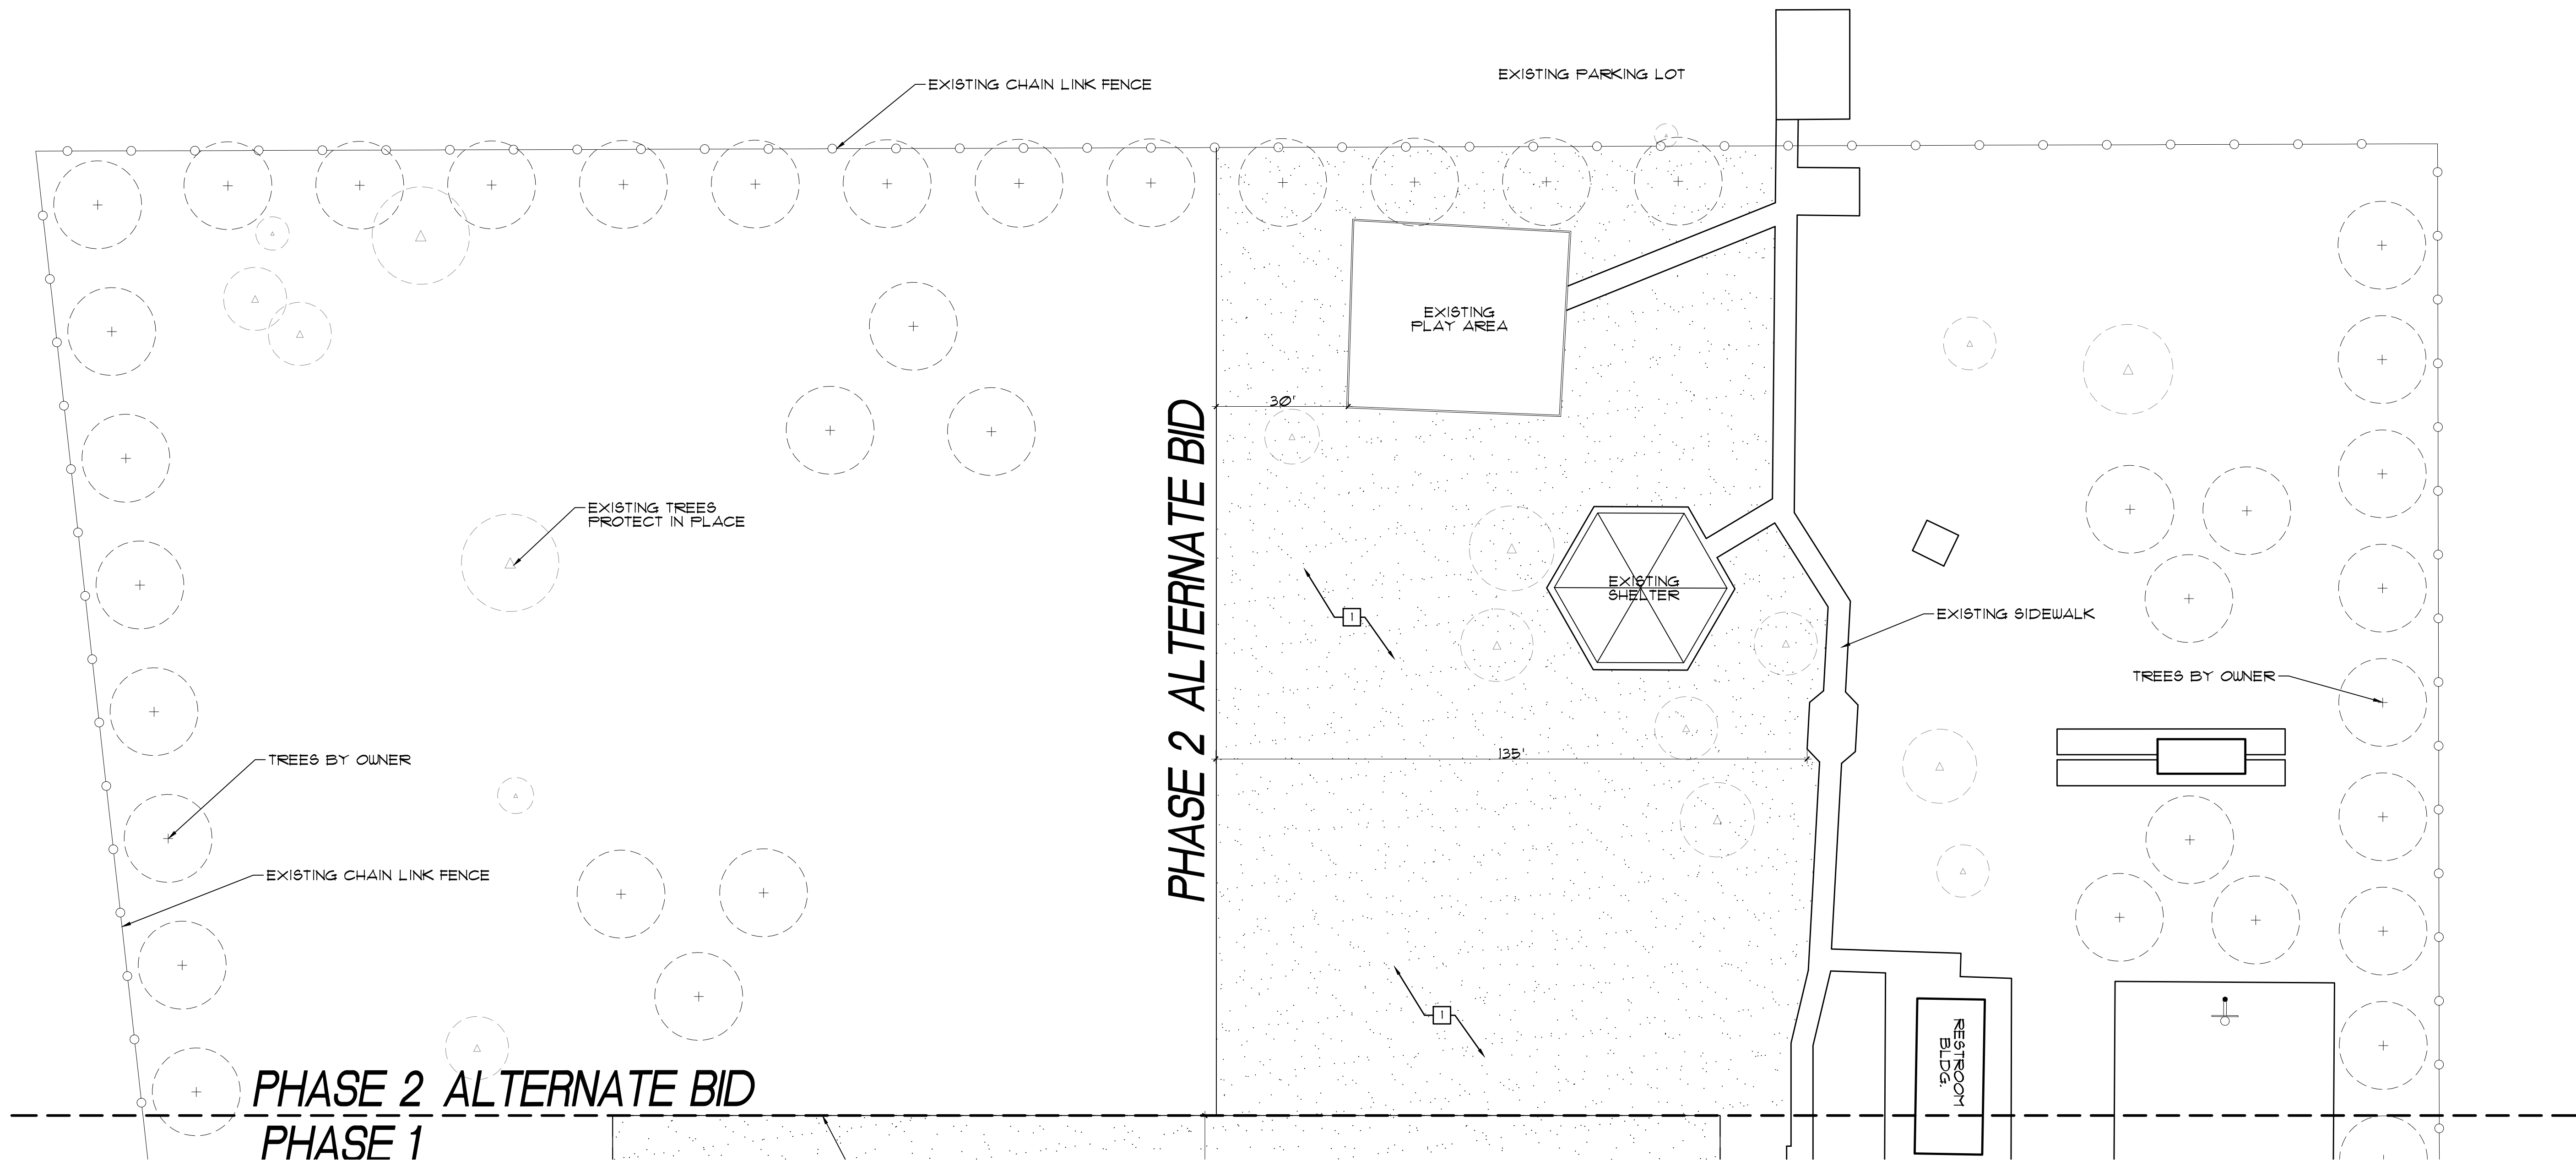 EXISTING PARKING LOT
EXISTING CHAIN LINK FENCE
EXISTING
PLAY AREA
30'
EXISTING TREES
PROTECT IN PLACE
PHASE 2 ALTERNATE BID
EXISTING
SHELTER
1
EXISTING SIDEWALK
TREES BY OWNER
135'
TREES BY OWNER
EXISTING CHAIN LINK FENCE
1
RESTROOM
BLDG.
PHASE 2 ALTERNATE BID
PHASE 1